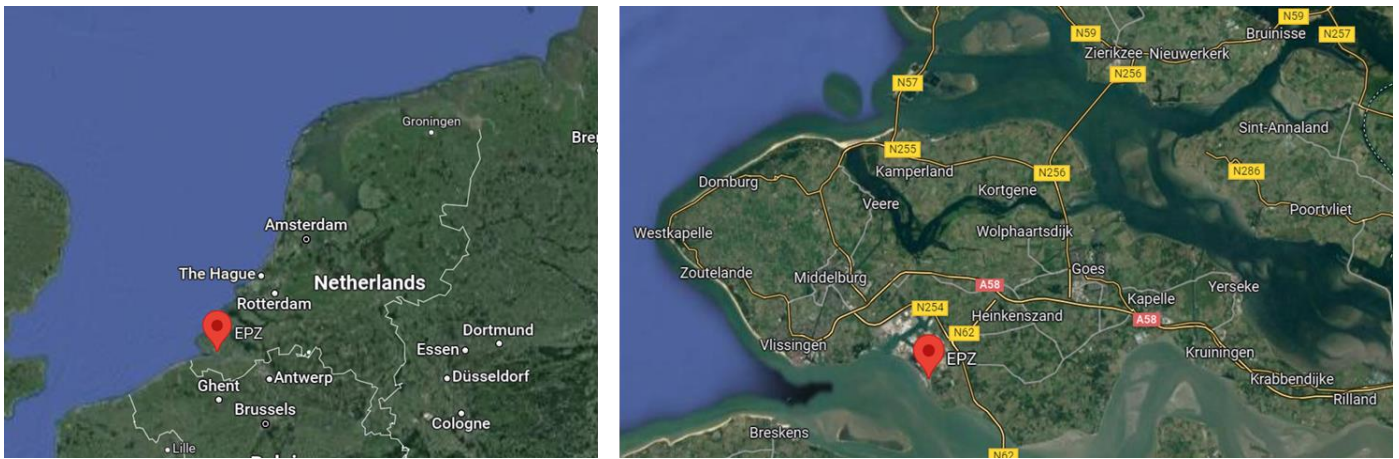 Groningen
Bre
Amsterdam
The Hague
Netherlands
Rotterdam
EPZ
Dortmund
Essen
Düsseldorf
Ghent
Antwerp
Brussels
Cologne
Lille
N59
N59
N257
Bruinisse
Zierikzee
Nieuwerkerk
N256
N57
Sint-Annaland
N255
Kamperland
N256
N286
Domburg
Kortgene
Veere
Poortvliet
Westkapelle
Wolphaartsdijk
Zoutelande
Middelburg
Goes
A58
Yerseke
Kapelle
N254
Heinkenszand
A58
N62
Vlissingen
EPZ
Kruiningen
Krabbendijke
Rilland
Breskens
N62